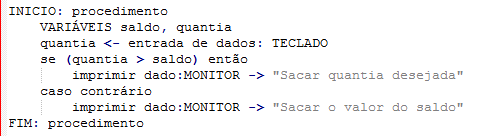 INICIO: procedimento
VARIÁVEIS saldo, quantia
quantia <- entrada de dados: TECLADO
se (quantia > saldo) então
imprimir dado:MONITOR -> "Sacar quantia desejada"
caso contrário
imprimir dado:MONITOR -> "Sacar o valor do saldo"
FIM: procedimento